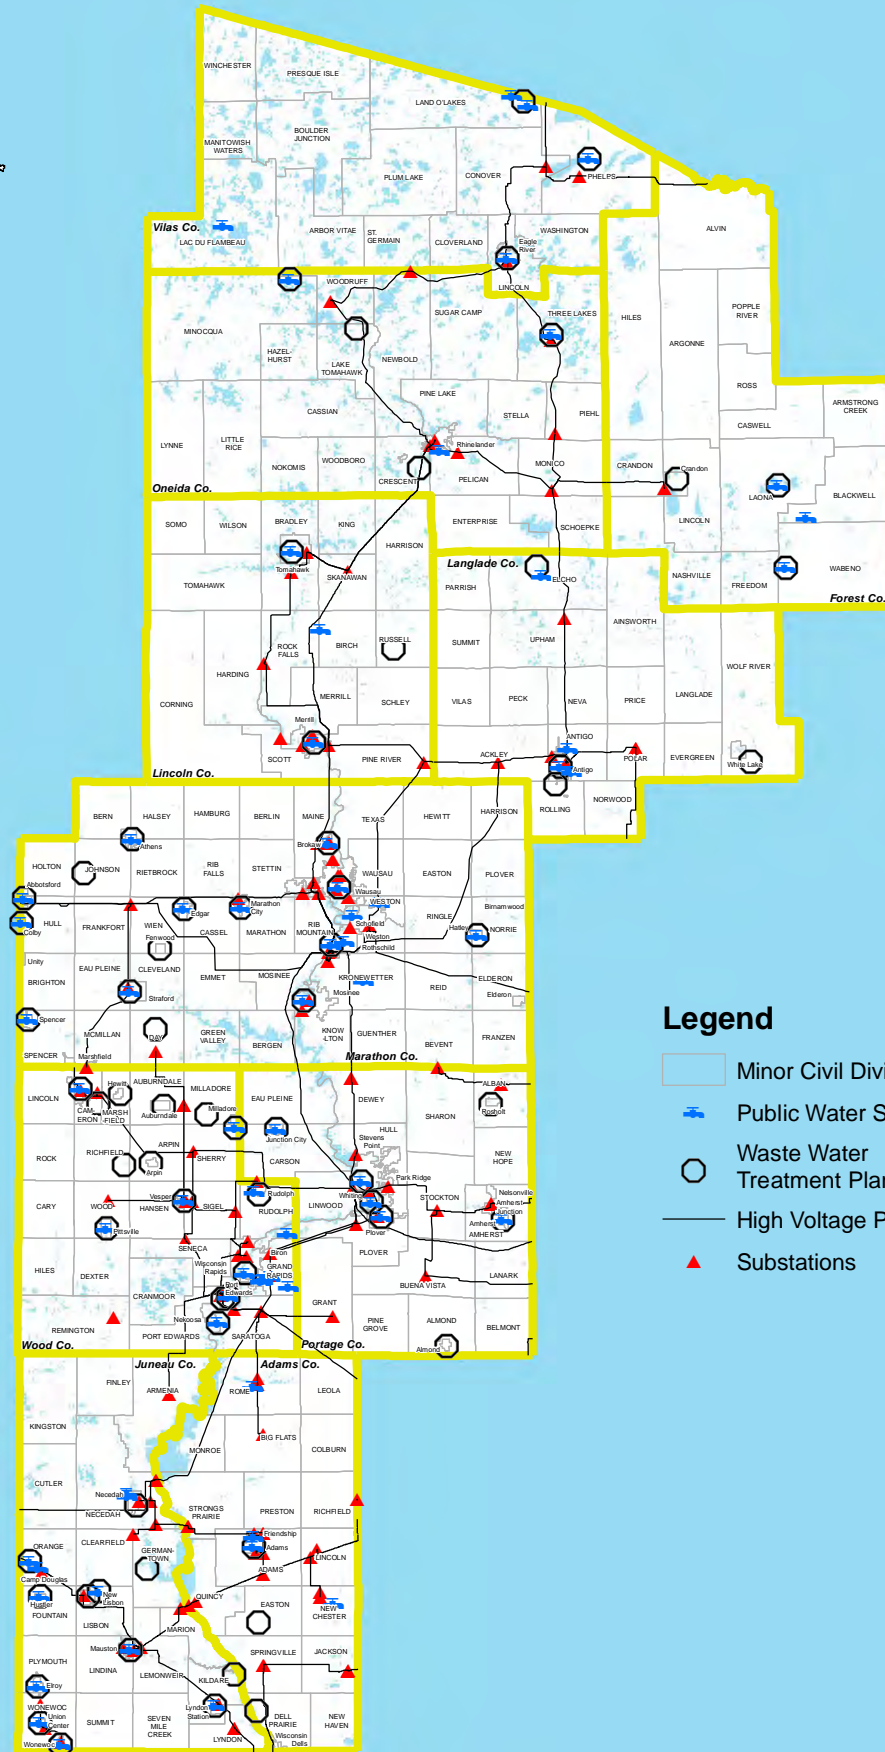 WINCHESTER
PRESQUE ISLE
LAND O'LAKES
BOULDER
JUNCTION
MANITOWISH
WATERS
PLUM LAKE
CONOVER
PHELPS
Vilas Co.
LAC DU FLAMBEAU
ARBOR VITAE
ST.
GERMAIN
CLOVERLAND
Eagle
River
WASHINGTON
ALVIN
LINCOLN
WOODRUFF
MINOCQUA
SUGAR CAMP
THREE LAKES
HILES
POPPLE
RIVER
ARGONNE
HAZEL-
HURST
LAKE
TOMAHAWK
NEWBOLD
ROSS
PINE LAKE
CASSIAN
STELLA
PIEHL
ARMSTRONG
CREEK
CASWELL
LYNNE
LITTLE
RICE
NOKOMIS
WOODBORO
Rhinelander
CRESCENT
PELICAN
MONICO
CRANDON
Crandon
LAONA
BLACKWELL
Oneida Co.
SOMO
WILSON
BRADLEY
KING
ENTERPRISE
SCHOEPKE
LINCOLN
HARRISON
Tomahawk
SKANAWAN
TOMAHAWK
Langlade Co.
PARRISH
ELCHO
NASHVILLE
FREEDOM
WABENO
Forest Co.
AINSWORTH
ROCK
FALLS
BIRCH
RUSSELL
SUMMIT
UPHAM
HARDING
WOLF RIVER
CORNING
MERRILL
SCHLEY
VILAS
PECK
NEVA
PRICE
LANGLADE
Merrill
SCOTT
PINE RIVER
ACKLEY
ANTIGO
Antigo
POLAR
EVERGREEN
White Lake
Lincoln Co.
ROLLING
NORWOOD
BERN
HALSEY
HAMBURG
BERLIN
MAINE
TEXAS
HEWITT
HARRISON
Athens
Brokaw
HOLTON
JOHNSON
RIETBROCK
RIB
FALLS
STETTIN
WAUSAU
EASTON
PLOVER
Abbotsford
Wausau
WESTON
Edgar
Marathon
City
Birnamwood
HULL
Colby
FRANKFORT
WIEN
CASSEL
MARATHON
RIB
MOUNTAIN
Schofield
Weston
Rothschild
RINGLE
Hatley
NORRIE
Fenwood
Unity
EAU PLEINE
CLEVELAND
EMMET
MOSINEE
KRONEWETTER
REID
ELDERON
BRIGHTON
Straford
Mosinee
Elderon
Spencer
MCMILLAN
DAY
GREEN
VALLEY
BERGEN
KNOW
-LTON
GUENTHER
BEVENT
FRANZEN
SPENCER
Marshfield
Marathon Co.
LINCOLN
Hewitt
AUBURNDALE
MILLADORE
EAU PLEINE
DEWEY
ALBAN
CAM-
ERON
MARSH
-FIELD
Auburndale
Milladore
SHARON
Rosholt
Junction City
HULL
ROCK
RICHFIELD
ARPIN
Arpin
SHERRY
CARSON
Stevens
Point
NEW
HOPE
Park Ridge
CARY
WOOD
Vesper
HANSEN
SIGEL
Rudolph
RUDOLPH
LINWOOD
Whiting
STOCKTON
Nelsonville
Amherst
Junction
Amherst
AMHERST
Pittsville
Plover
SENECA
Biron
PLOVER
HILES
DEXTER
Wisconsin
Rapids
GRAND
RAPIDS
LANARK
CRANMOOR
Port
Edwards
BUENA VISTA
REMINGTON
Nekoosa
PORT EDWARDS
SARATOGA
GRANT
PINE
GROVE
ALMOND
Almond
BELMONT
Wood Co.
Portage Co.
Juneau Co.
Adams Co.
FINLEY
ARMENIA
ROME
LEOLA
KINGSTON
BIG FLATS
MONROE
COLBURN
CUTLER
Necedah
NECEDAH
STRONGS
PRAIRIE
PRESTON
RICHFIELD
ORANGE
CLEARFIELD
GERMAN-
TOWN
Friendship
Adams
ADAMS
LINCOLN
Camp Douglas
Hustler
FOUNTAIN
New
Lisbon
LISBON
QUINCY
EASTON
NEW
CHESTER
MARION
Mauston
PLYMOUTH
LINDINA
LEMONWEIR
KILDARE
SPRINGVILLE
JACKSON
Elroy
WONEWOC
Union
Center
SUMMIT
SEVEN
MILE
CREEK
Lyndon
Station
LYNDON
DELL
PRAIRIE
NEW
HAVEN
Wonewoc
Wisconsin
Dells
Legend
Minor Civil Divi
Public Water S
Waste Water
Treatment Plan
High Voltage P
Substations